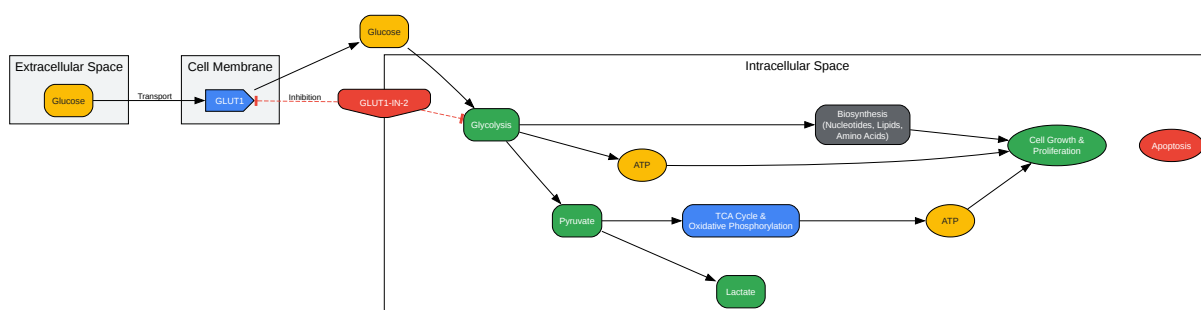 Glucose
Extracellular Space
Cell Membrane
Intracellular Space
Glucose
Transport
GLUT1
Inhibition
GLUT1-IN-2
Glycolysis
Biosynthesis
(Nucleotides, Lipids,
Amino Acids)
Cell Growth &
Proliferation
Apoptosis
ATP
Pyruvate
TCA Cycle &
Oxidative Phosphorylation
ATP
Lactate